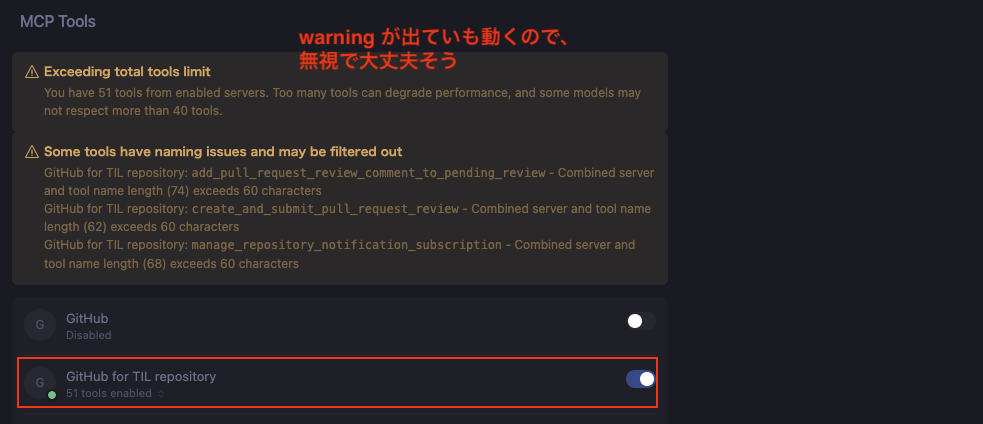 MCP Tools
warning が出ていも動くので、
無視で大丈夫そう
Exceeding total tools limit
You have 51 tools from enabled servers. Too many tools can degrade performance, and some models may
not respect more than 40 tools.
Some tools have naming issues and may be filtered out
GitHub for TIL repository: add_pull_request_review_comment_to_pending_review - Combined server
and tool name length (74) exceeds 60 characters
GitHub for TIL repository: create_and_submit_pull_request_review - Combined server and tool name
length (62) exceeds 60 characters
GitHub for TIL repository: manage_repository_notification_subscription - Combined server and
tool name length (68) exceeds 60 characters
G
GitHub
Disabled
G
GitHub for TIL repository
51 tools enabled